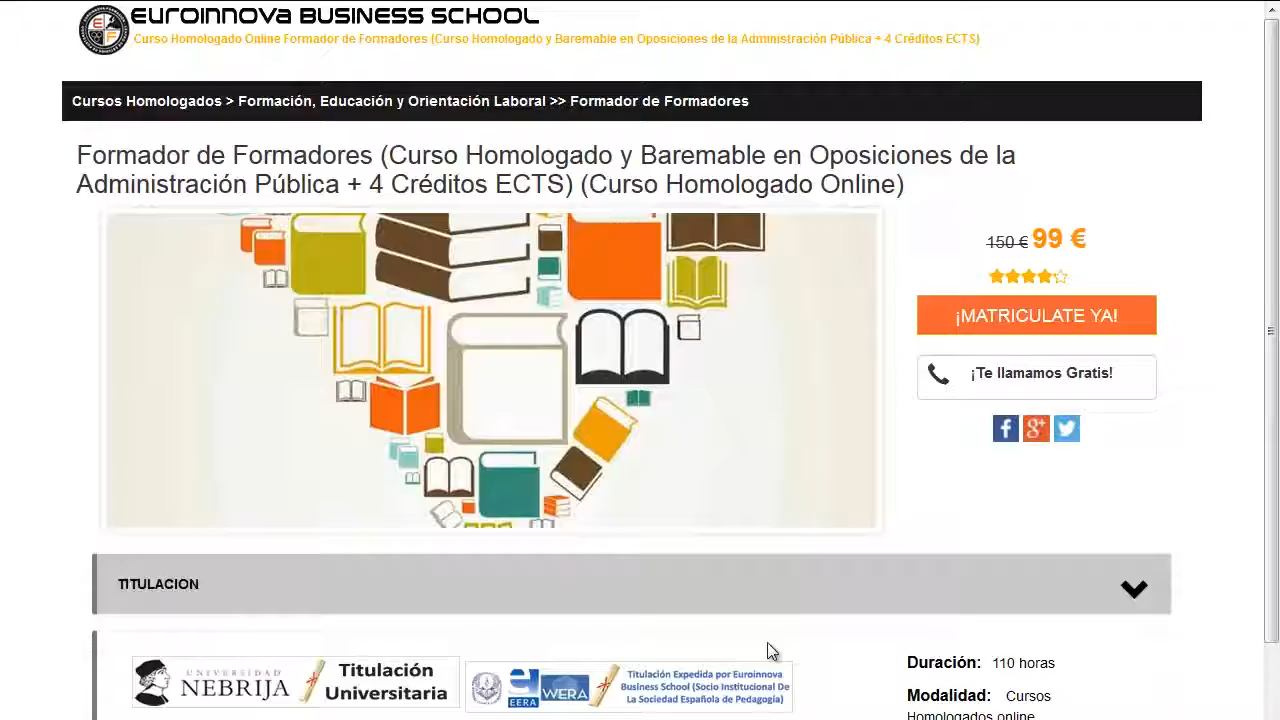 EUROINNOVA BUSINESS SCHOOL
Curso Homologado Online Formador de Formadores (Curso Homologado y Baremable en Oposiciones de la Administración Pública + 4 Créditos ECTS)
Cursos Homologados > Formación, Educación y Orientación Laboral >> Formador de Formadores
Formador de Formadores (Curso Homologado y Baremable en Oposiciones de la
Administración Pública + 4 Créditos ECTS) (Curso Homologado Online)
150 € 99 €
¡MATRICULATE YA!
¡Te llamamos Gratis!
TITULACION
UNIVERSIDAD
NEBRIJA
Titulación
Universitaria
EERA
WERA
Titulación Expedida por Euroinnova
Business School (Socio Institucional De
La Sociedad Española de Pedagogía)
Duración: 110 horas
Modalidad: Cursos
Homologados online